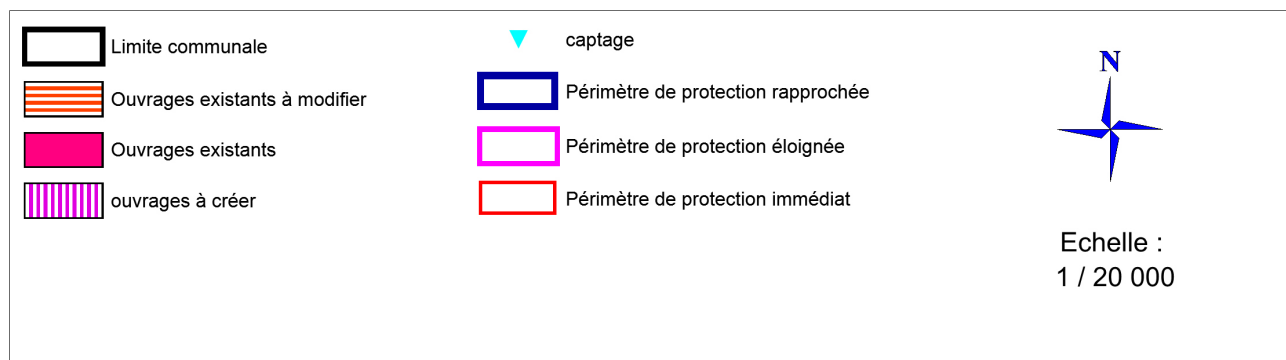 Limite communale
Ouvrages existants à modifier
Ouvrages existants
ouvrages à créer
captage
Périmètre de protection rapprochée
Périmètre de protection éloignée
Périmètre de protection immédiat
N
Echelle :
1 / 20 000